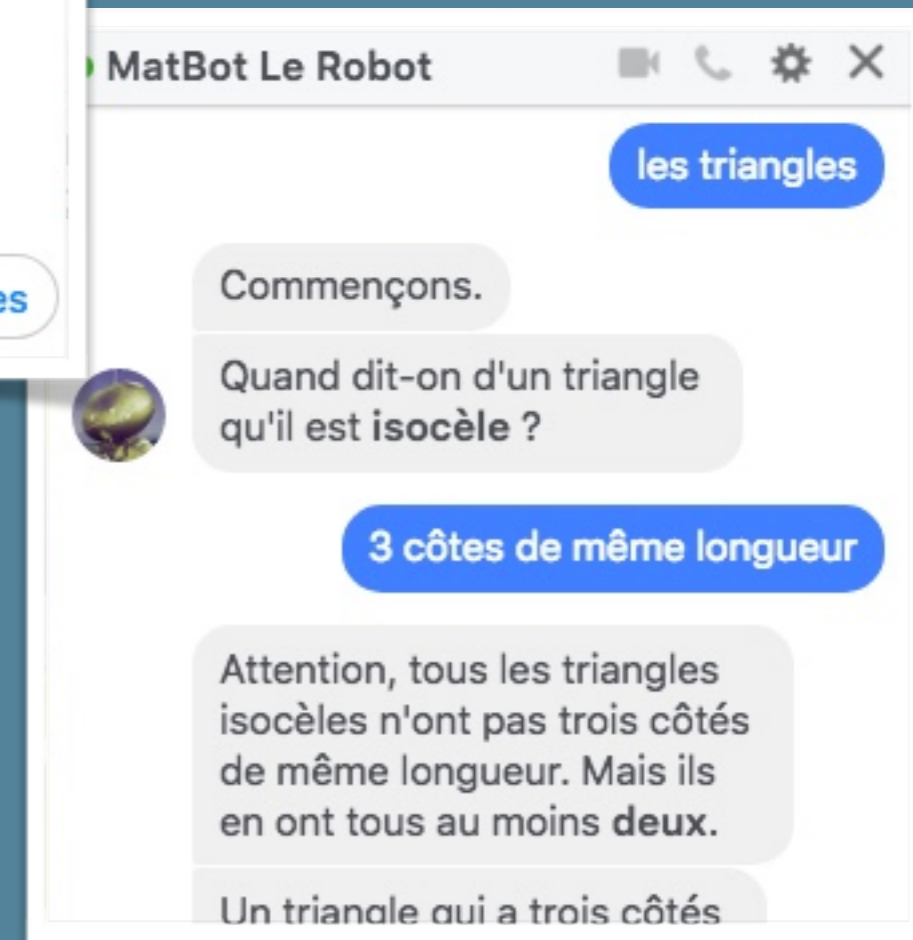 MatBot Le Robot
les triangles
Commençons.
es
Quand dit-on d'un triangle
qu'il est isocèle ?
3 côtes de même longueur
Attention, tous les triangles
isocèles n'ont pas trois côtés
de même longueur. Mais ils
en ont tous au moins deux.
Un triangle qui a trois côtés